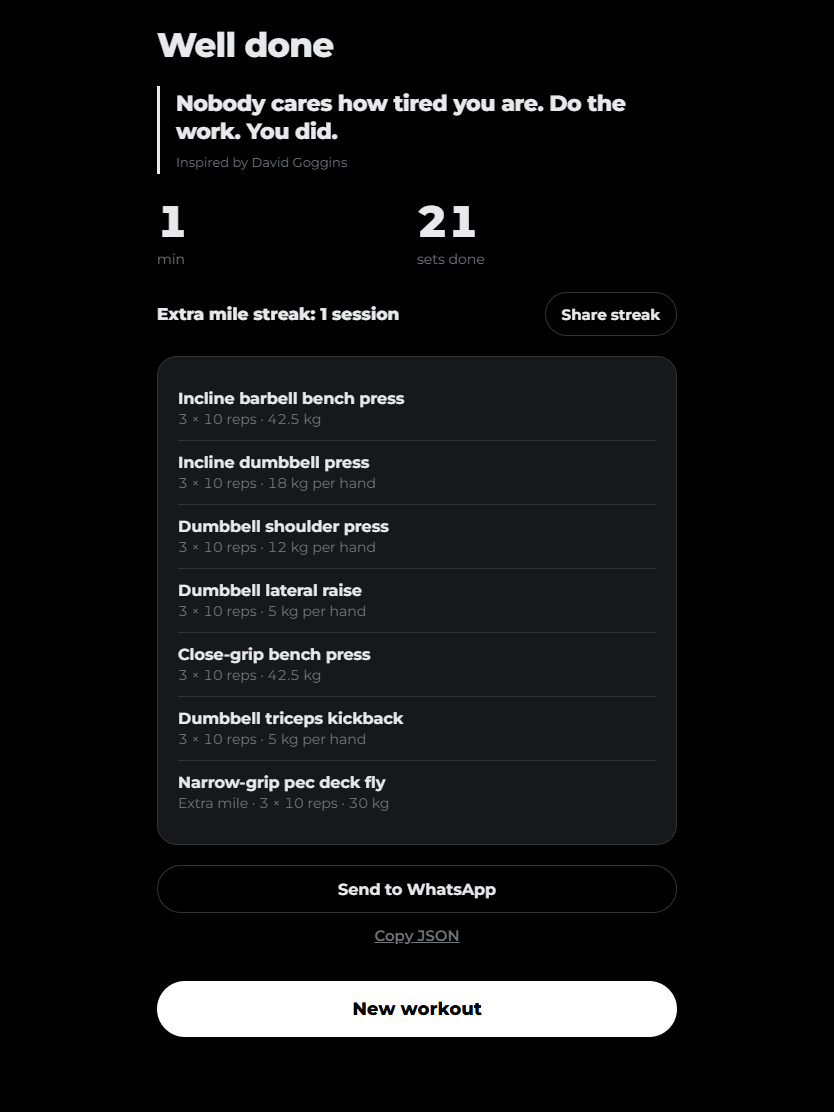 Well done
Nobody cares how tired you are. Do the
work. You did.
Inspired by David Goggins
1
min
21
sets done
Extra mile streak: 1 session
Share streak
Incline barbell bench press
3 × 10 reps · 42.5 kg
Incline dumbbell press
3 × 10 reps · 18 kg per hand
Dumbbell shoulder press
3 × 10 reps · 12 kg per hand
Dumbbell lateral raise
3 × 10 reps · 5 kg per hand
Close-grip bench press
3 × 10 reps · 42.5 kg
Dumbbell triceps kickback
3 × 10 reps · 5 kg per hand
Narrow-grip pec deck fly
Extra mile · 3 × 10 reps · 30 kg
Send to WhatsApp
Copy JSON
New workout